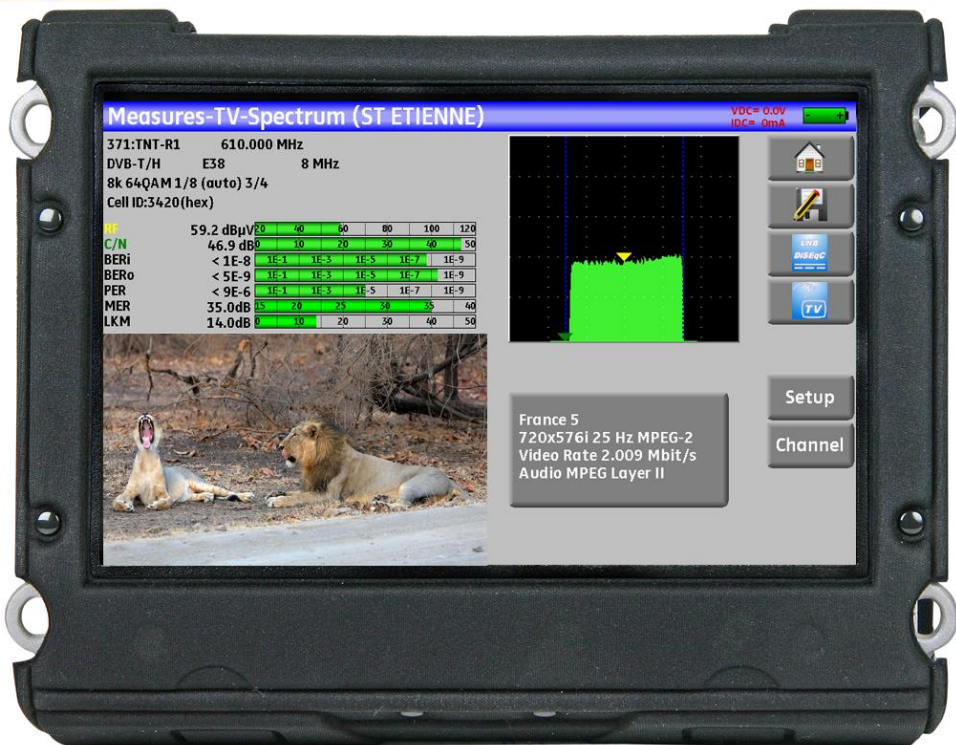 Measures-TV-Spectrum (ST ETIENNE)
VDC= 0.0V
IDC= 0mA
- +
371:TNT-R1 610.000 MHz
DVB-T/H E38 8 MHz
8k 64QAM 1/8 (auto) 3/4
Cell ID:3420(hex)
RF 59.2 dBµV 20 40 60 80 100 120
C/N 46.9 dB 0 10 20 30 40 50
BERi < 1E-8 1E-1 1E-3 1E-5 1E-7 1E-9
BERo < 5E-9 1E-1 1E-3 1E-5 1E-7 1E-9
PER < 9E-6 1E-1 1E-3 1E-5 1E-7 1E-9
MER 35.0dB 15 20 25 30 35 40
LKM 14.0dB 0 10 20 30 40 50
LNB
DiSEqC
TV
Setup
Channel
France 5
720x576i 25 Hz MPEG-2
Video Rate 2.009 Mbit/s
Audio MPEG Layer II